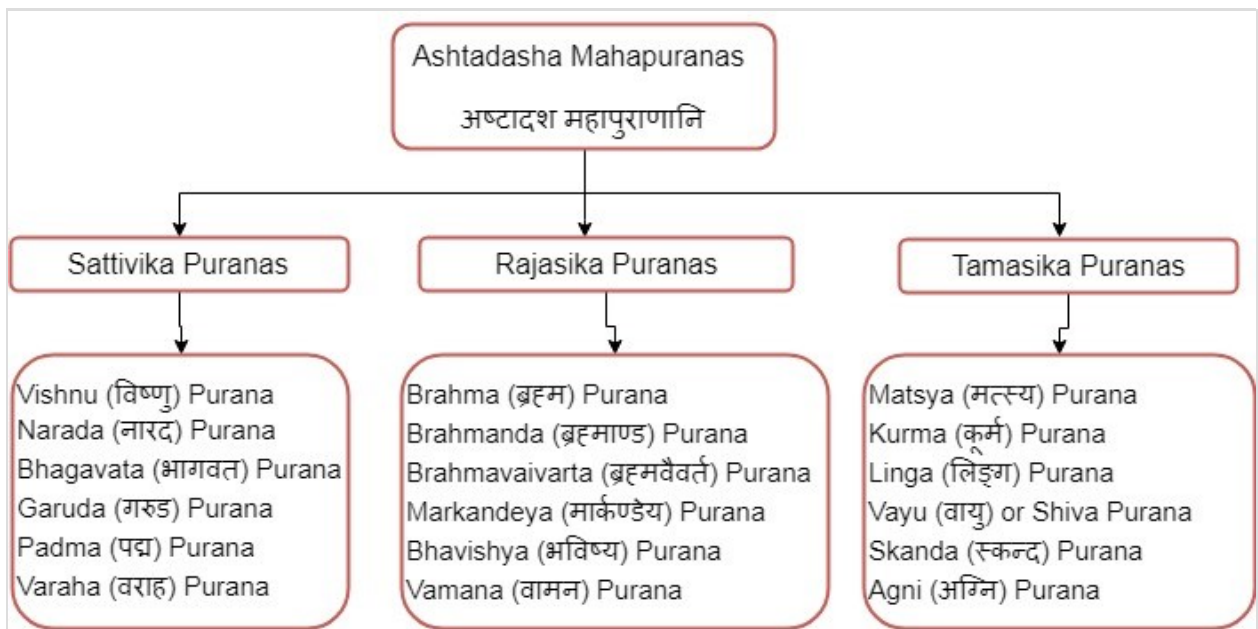 Ashtadasha Mahapuranas
अष्टादश महापुराणानि
Sattivika Puranas
Rajasika Puranas
Tamasika Puranas
Vishnu (विष्णु) Purana
Narada (नारद) Purana
Bhagavata (भागवत) Purana
Garuda (गरुड) Purana
Padma (पद्म) Purana
Varaha (वराह) Purana
Brahma (ब्रह्म) Purana
Brahmanda (ब्रह्माण्ड) Purana
Brahmavaivarta (ब्रह्मवैवर्त) Purana
Markandeya (मार्कण्डेय) Purana
Bhavishya (भविष्य) Purana
Vamana (वामन) Purana
Matsya (मत्स्य) Purana
Kurma (कूर्म) Purana
Linga (लिङ्ग) Purana
Vayu (वायु) or Shiva Purana
Skanda (स्कन्द) Purana
Agni (अग्नि) Purana